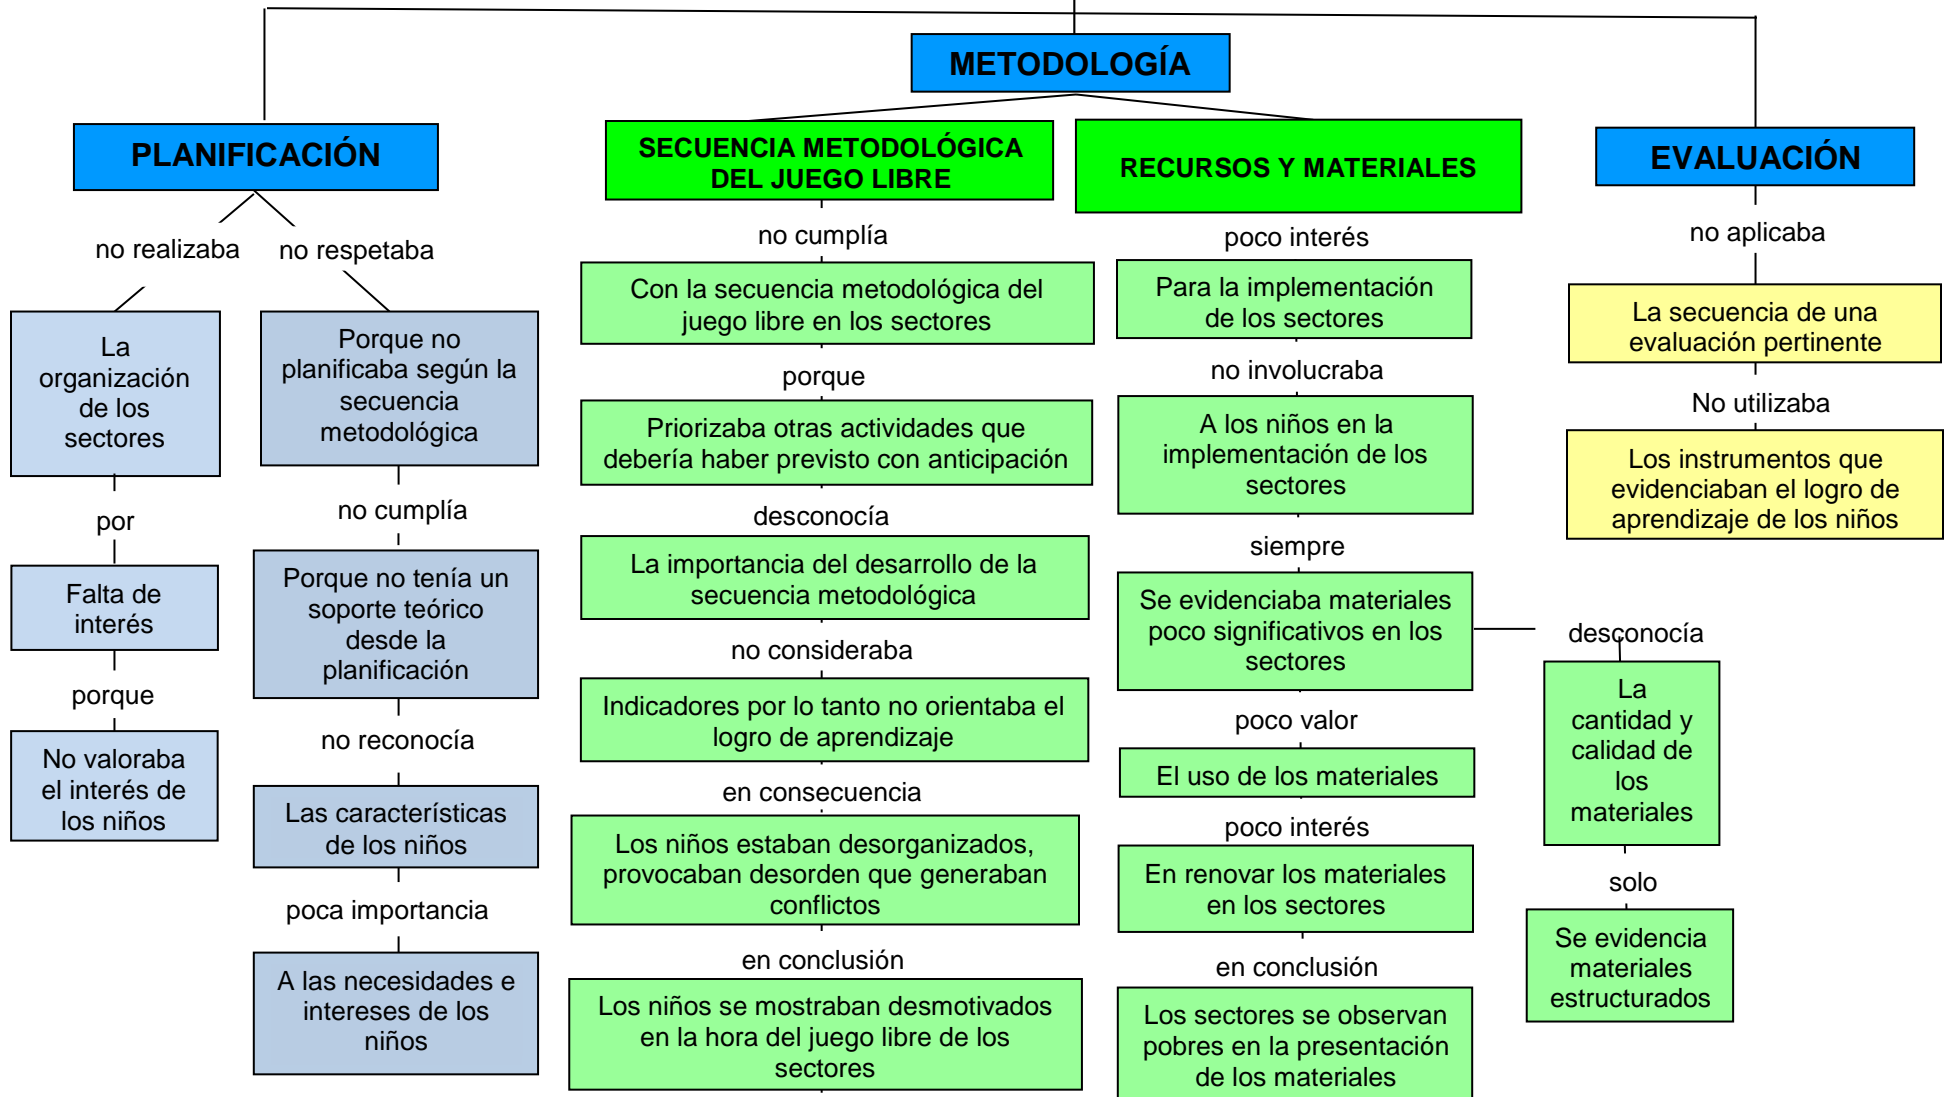 METODOLOGÍA
PLANIFICACIÓN
no realizaba
La
organización
de los
sectores
por
Falta de
interés
porque
No valoraba
el interés de
los niños
no respetaba
Porque no
planificaba según la
secuencia
metodológica
no cumplía
Porque no tenía un
soporte teórico
desde la
planificación
no reconocía
Las características
de los niños
poca importancia
A las necesidades e
intereses de los
niños
SECUENCIA METODOLÓGICA
DEL JUEGO LIBRE
no cumplía
Con la secuencia metodológica del
juego libre en los sectores
porque
Priorizaba otras actividades que
debería haber previsto con anticipación
desconocía
La importancia del desarrollo de la
secuencia metodológica
no consideraba
Indicadores por lo tanto no orientaba el
logro de aprendizaje
en consecuencia
Los niños estaban desorganizados,
provocaban desorden que generaban
conflictos
en conclusión
Los niños se mostraban desmotivados
en la hora del juego libre de los
sectores
RECURSOS Y MATERIALES
poco interés
Para la implementación
de los sectores
no involucraba
A los niños en la
implementación de los
sectores
siempre
Se evidenciaba materiales
poco significativos en los
sectores
poco valor
El uso de los materiales
poco interés
En renovar los materiales
en los sectores
en conclusión
Los sectores se observan
pobres en la presentación
de los materiales
desconocía
La
cantidad y
calidad de
los
materiales
solo
Se evidencia
materiales
estructurados
EVALUACIÓN
no aplicaba
La secuencia de una
evaluación pertinente
No utilizaba
Los instrumentos que
evidenciaban el logro de
aprendizaje de los niños